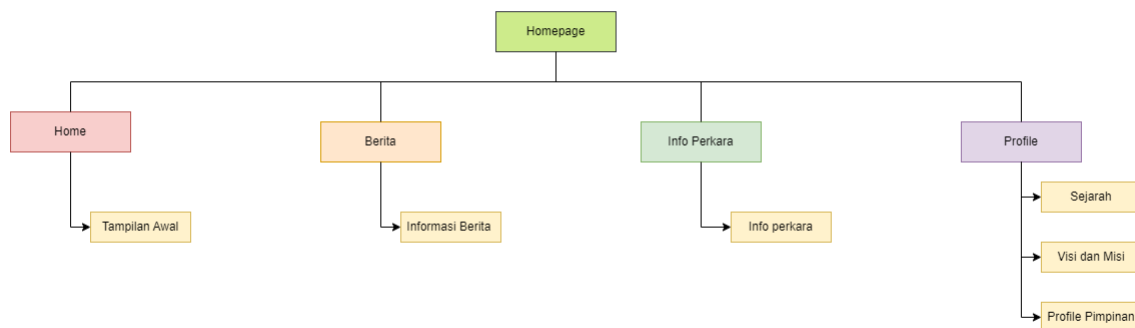 Homepage
Home
Berita
Info Perkara
Profile
Tampilan Awal
Informasi Berita
Info perkara
Sejarah
Visi dan Misi
Profile Pimpinan